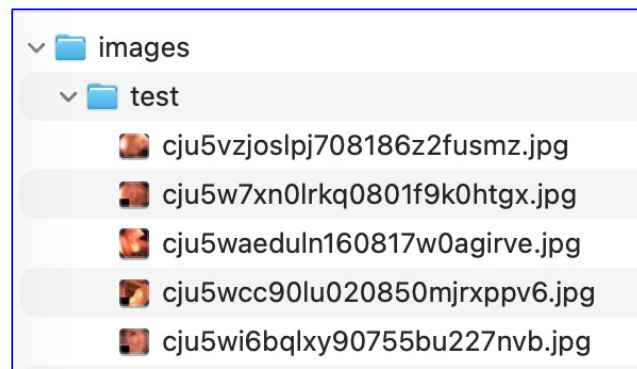 images
test
cju5vzjoslpj708186z2fusmz.jpg
cju5w7xn0lrkq0801f9k0htgx.jpg
cju5waeduln160817w0agirve.jpg
cju5wcc90lu020850mjrxppv6.jpg
cju5wi6bqlxy90755bu227nvb.jpg